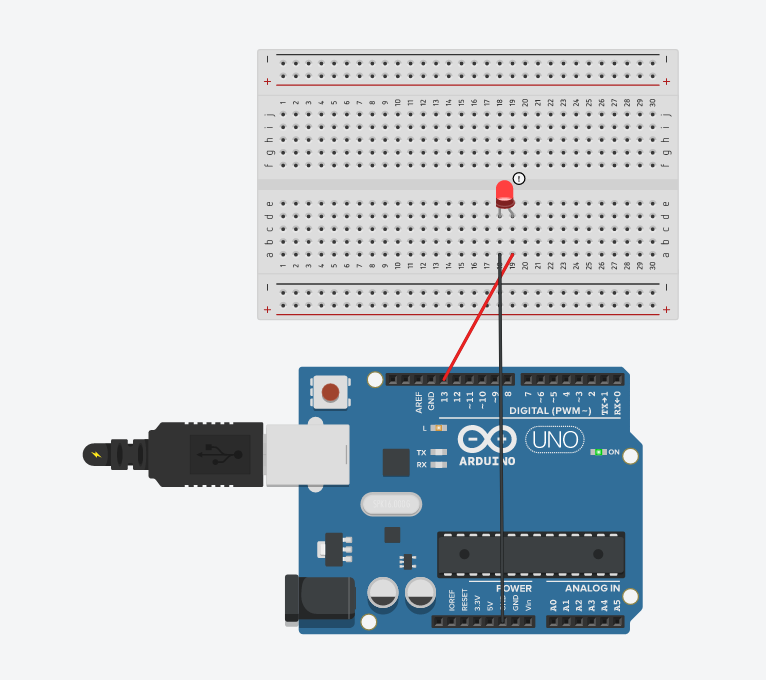 − −
+ +
1 2 3 4 5 6 7 8 9 10 11 12 13 14 15 16 17 18 19 20 21 22 23 24 25 26 27 28 29 30
j j
i i
h h
g g
f f
!
e e
d d
c c
b b
a a
1 2 3 4 5 6 7 8 9 10 11 12 13 14 15 16 17 18 19 20 21 22 23 24 25 26 27 28 29 30
− −
+ +
AREF GND 13 12 ~11 ~10 ~9 8 7 ~6 ~5 4 ~3 2 TX→1 RX←0
DIGITAL (PWM~)
L
UNO
TX
RX
ARDUINO
ON
POWER ANALOG IN
IOREF RESET 3.3V 5V GND Vin A0 A1 A2 A3 A4 A5